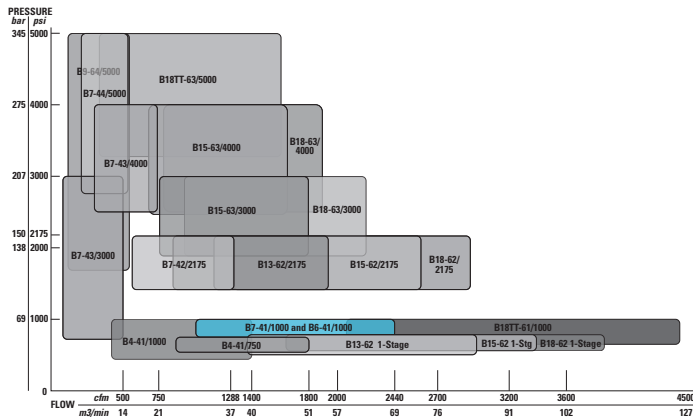 PRESSURE
bar psi
345 5000
B9-64/5000
B7-44/5000
B18TT-63/5000
275 4000
B7-43/4000
B15-63/4000
B18-63/
4000
207 3000
B7-43/3000
B15-63/3000
B18-63/3000
150 2175
138 2000
B7-42/2175
B13-62/2175
B15-62/2175
B18-62/
2175
69 1000
B7-41/1000 and B6-41/1000
B18TT-61/1000
B4-41/1000
B4-41/750
B13-62 1-Stage
B15-62 1-Stg
B18-62 1-Stage
0
FLOW
cfm 500 750 1288 1400 1800 2000 2440 2700 3200 3600 4500
m3/min 14 21 37 40 51 57 69 76 91 102 127